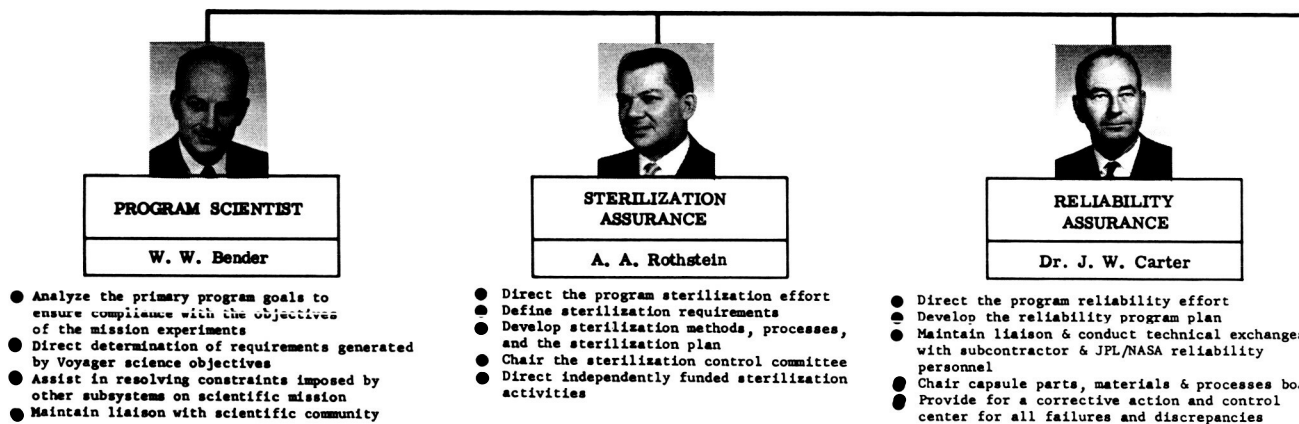 PROGRAM SCIENTIST
W. W. Bender
● Analyze the primary program goals to
ensure compliance with the objectives
of the mission experiments
● Direct determination of requirements generated
by Voyager science objectives
● Assist in resolving constraints imposed by
other subsystems on scientific mission
● Maintain liaison with scientific community
STERILIZATION
ASSURANCE
A. A. Rothstein
● Direct the program sterilization effort
● Define sterilization requirements
● Develop sterilization methods, processes,
and the sterilization plan
● Chair the sterilization control committee
● Direct independently funded sterilization
activities
RELIABILITY
ASSURANCE
Dr. J. W. Carter
● Direct the program reliability effort
● Develop the reliability program plan
● Maintain liaison & conduct technical exchanges
with subcontractor & JPL/NASA reliability
personnel
● Chair capsule parts, materials & processes
● Provide for a corrective action and control
center for all failures and discrepancies